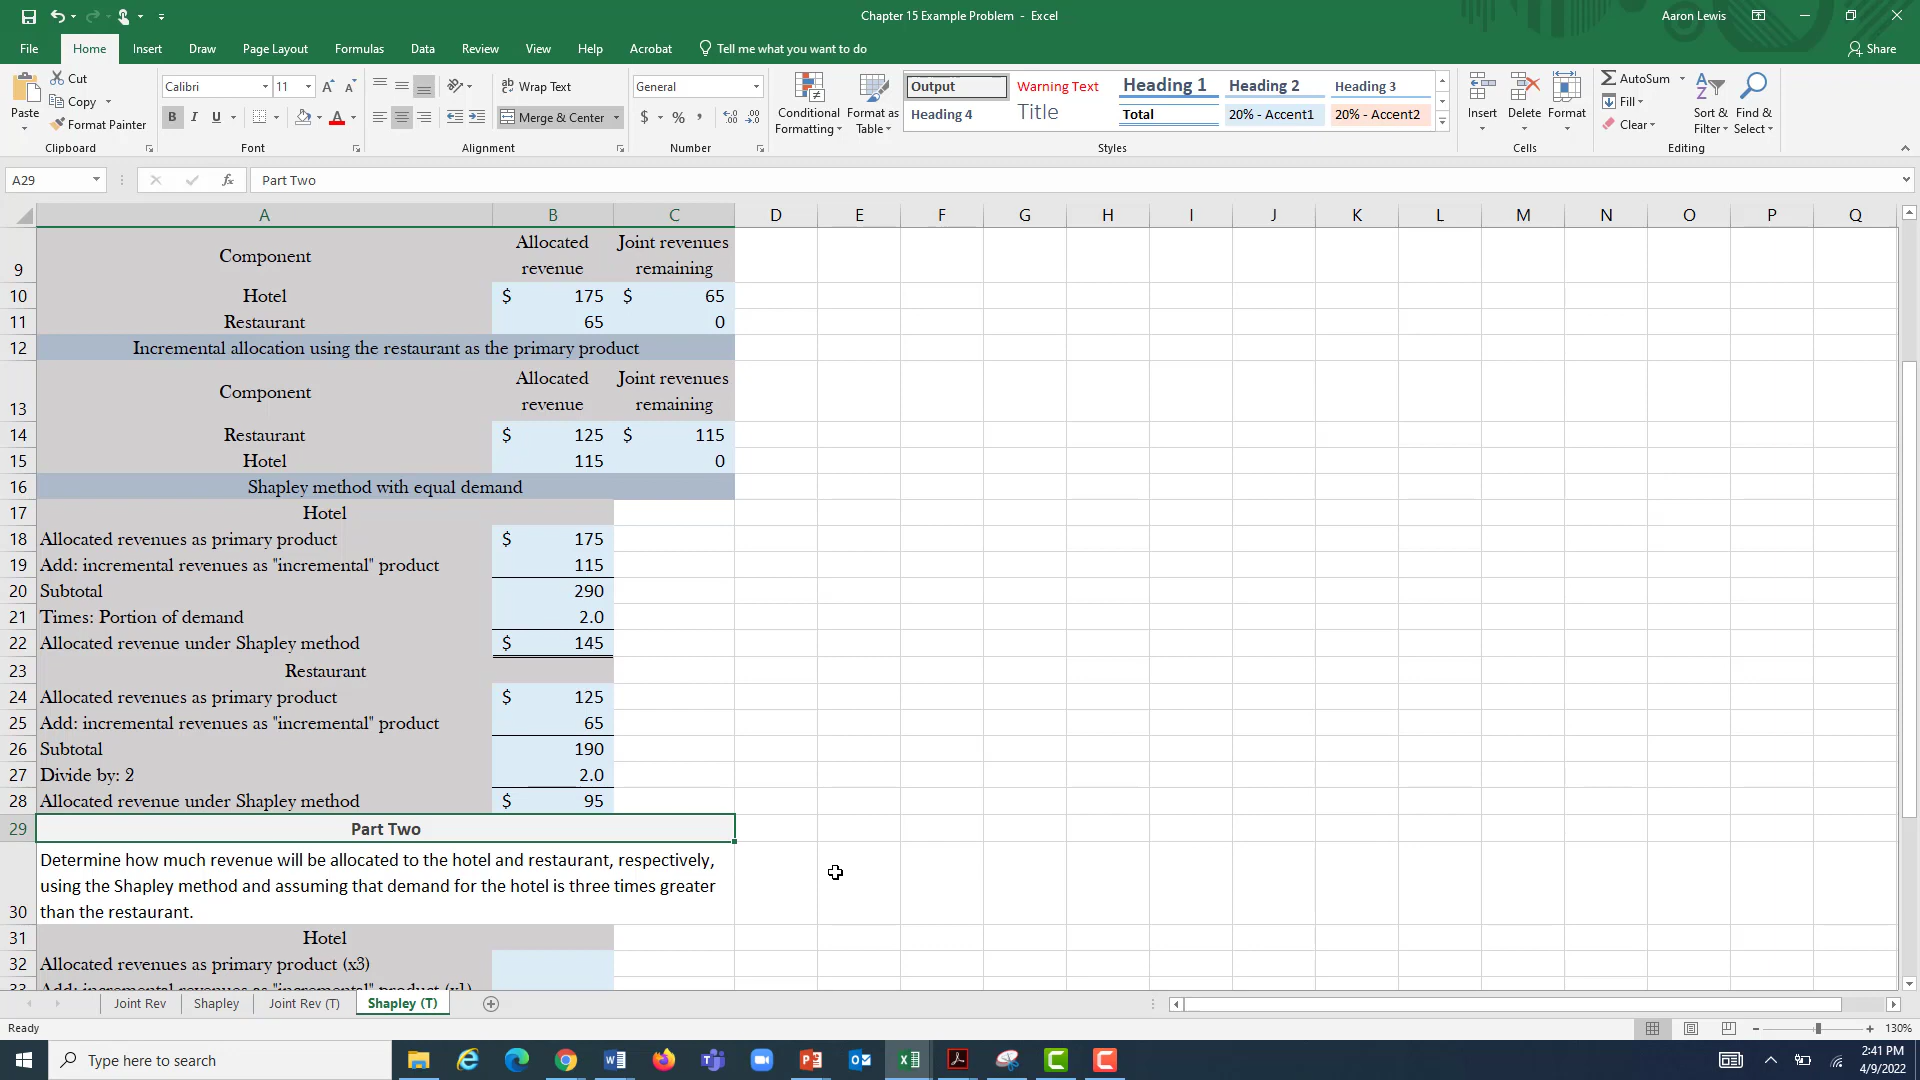 Chapter 15 Example Problem - Excel
Aaron Lewis
File Home Insert Draw Page Layout Formulas Data Review View Help Acrobat Tell me what you want to do
Share
Paste
Cut
Copy
Format Painter
Clipboard
Calibri 11
B I U A
Font
Wrap Text
Merge & Center
Alignment
General
$ % ,
Number
Conditional Formatting
Format as Table
Output Warning Text Heading 1 Heading 2 Heading 3
Heading 4 Title Total 20% - Accent1 20% - Accent2
Styles
Insert Delete Format
Cells
AutoSum
Fill
Clear
Sort & Filter
Find & Select
Editing
A29 fx Part Two
A B C D E F G H I J K L M N O P Q
9 Component Allocated revenue Joint revenues remaining
10 Hotel $ 175 $ 65
11 Restaurant 65 0
12 Incremental allocation using the restaurant as the primary product
13 Component Allocated revenue Joint revenues remaining
14 Restaurant $ 125 $ 115
15 Hotel 115 0
16 Shapley method with equal demand
17 Hotel
18 Allocated revenues as primary product $ 175
19 Add: incremental revenues as "incremental" product 115
20 Subtotal 290
21 Times: Portion of demand 2.0
22 Allocated revenue under Shapley method $ 145
23 Restaurant
24 Allocated revenues as primary product $ 125
25 Add: incremental revenues as "incremental" product 65
26 Subtotal 190
27 Divide by: 2 2.0
28 Allocated revenue under Shapley method $ 95
29 Part Two
Determine how much revenue will be allocated to the hotel and restaurant, respectively,
using the Shapley method and assuming that demand for the hotel is three times greater
30 than the restaurant.
31 Hotel
32 Allocated revenues as primary product (x3)
33 Add: incremental revenues as "incremental" product (x1)
Joint Rev Shapley Joint Rev (T) Shapley (T)
Ready
130%
Type here to search
2:41 PM
4/9/2022